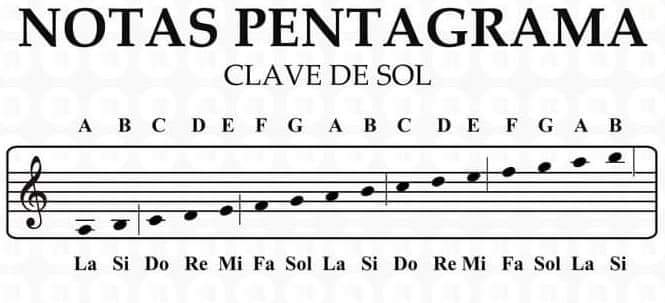 NOTAS PENTAGRAMA
CLAVE DE SOL
A B C D E F G A B C D E F G A B
La Si Do Re Mi Fa Sol La Si Do Re Mi Fa Sol La Si